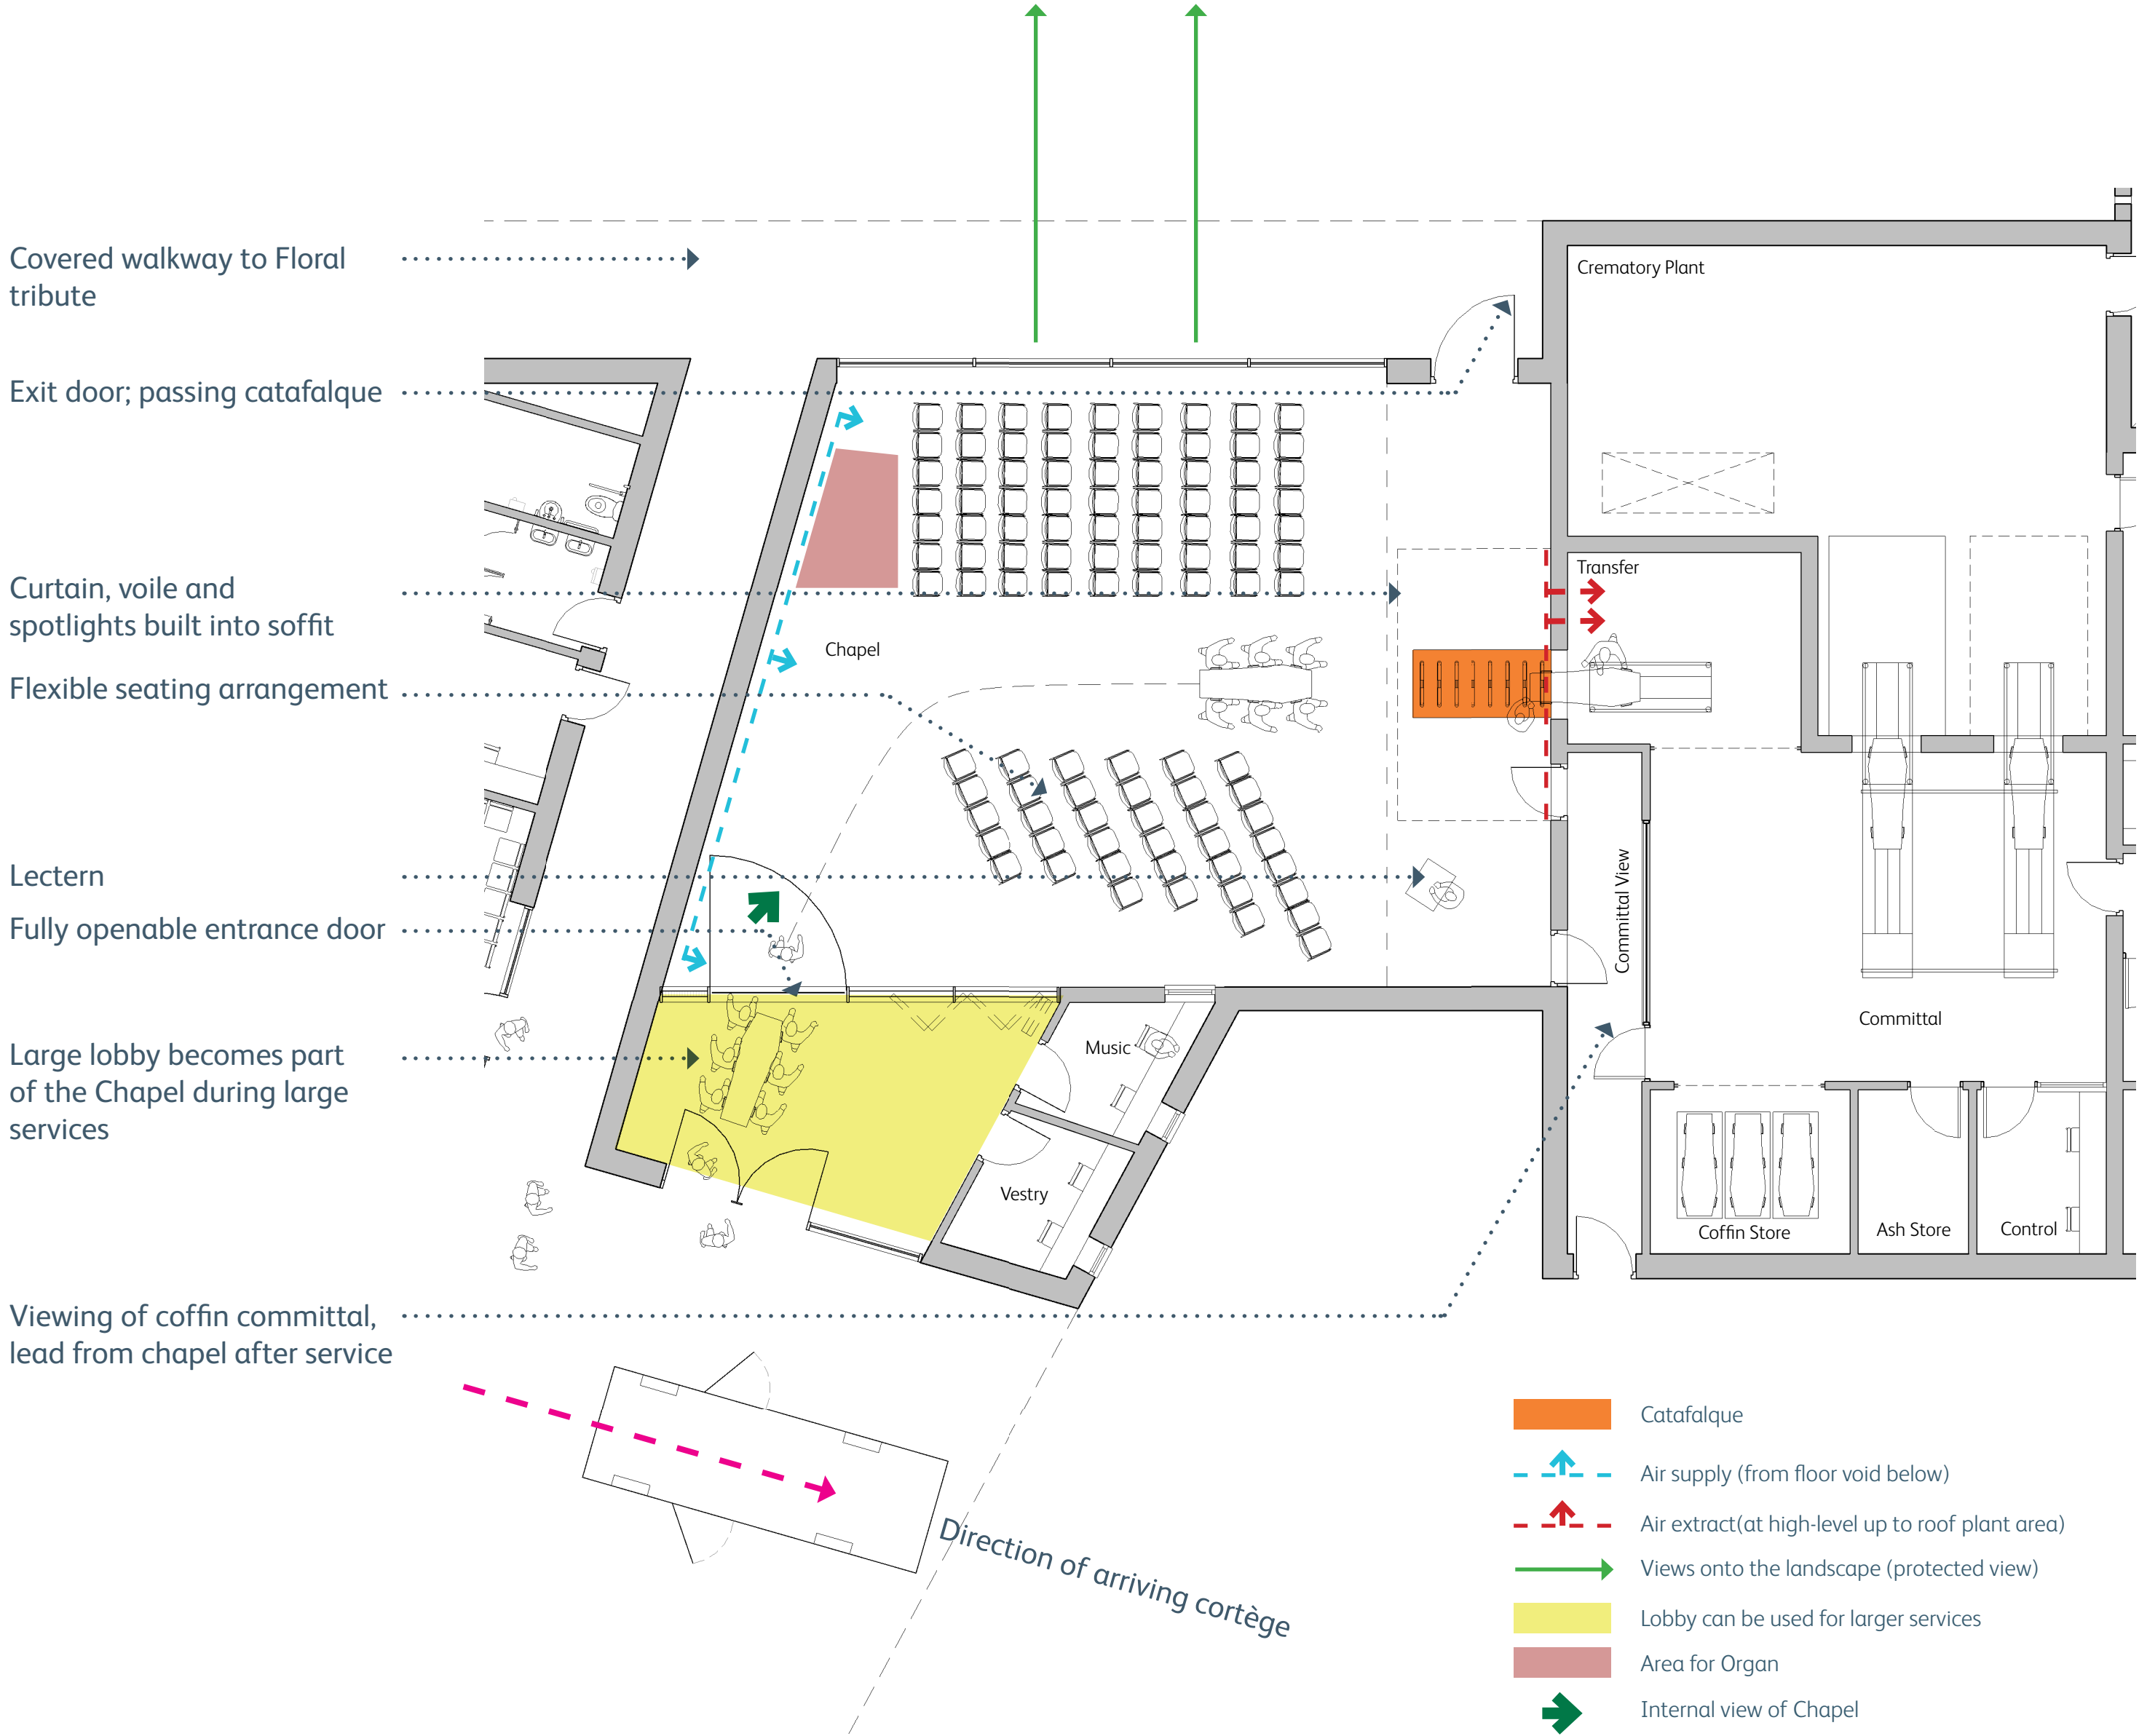 Covered walkway to Floral
tribute
Exit door; passing catafalque
Curtain, voile and
spotlights built into soffit
Flexible seating arrangement
Lectern
Fully openable entrance door
Large lobby becomes part
of the Chapel during large
services
Viewing of coffin committal,
lead from chapel after service
Crematory Plant
Transfer
Chapel
Committal View
Committal
Music
Vestry
Coffin Store
Ash Store
Control
Direction of arriving cortège
Catafalque
Air supply (from floor void below)
Air extract(at high-level up to roof plant area)
Views onto the landscape (protected view)
Lobby can be used for larger services
Area for Organ
Internal view of Chapel